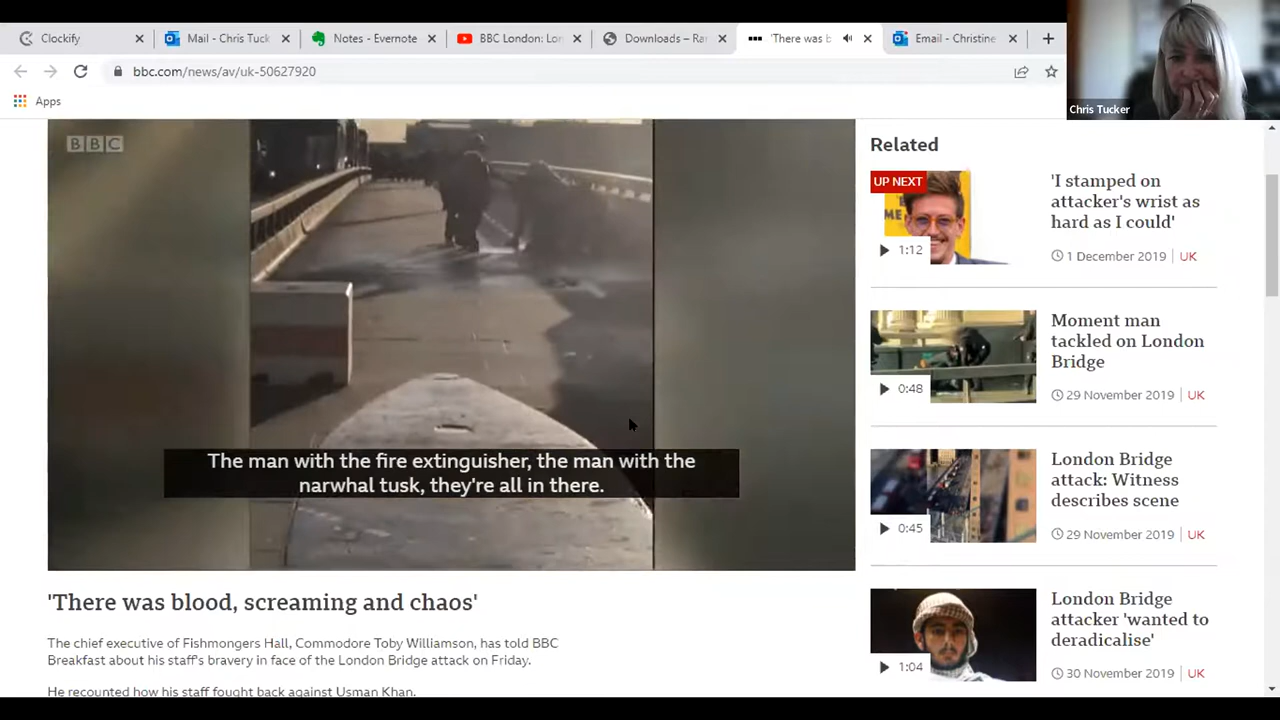 Clockify
Mail - Chris Tuck
Notes - Evernote
BBC London: Lon
Downloads – Ran
'There was b
Email - Christine
bbc.com/news/av/uk-50627920
Apps
Chris Tucker
BBC
The man with the fire extinguisher, the man with the
narwhal tusk, they're all in there.
'There was blood, screaming and chaos'
The chief executive of Fishmongers Hall, Commodore Toby Williamson, has told BBC
Breakfast about his staff's bravery in face of the London Bridge attack on Friday.
He recounted how his staff fought back against Usman Khan.
Related
UP NEXT
1:12
'I stamped on
attacker's wrist as
hard as I could'
1 December 2019 | UK
0:48
Moment man
tackled on London
Bridge
29 November 2019 | UK
0:45
London Bridge
attack: Witness
describes scene
29 November 2019 | UK
1:04
London Bridge
attacker 'wanted to
deradicalise'
30 November 2019 | UK